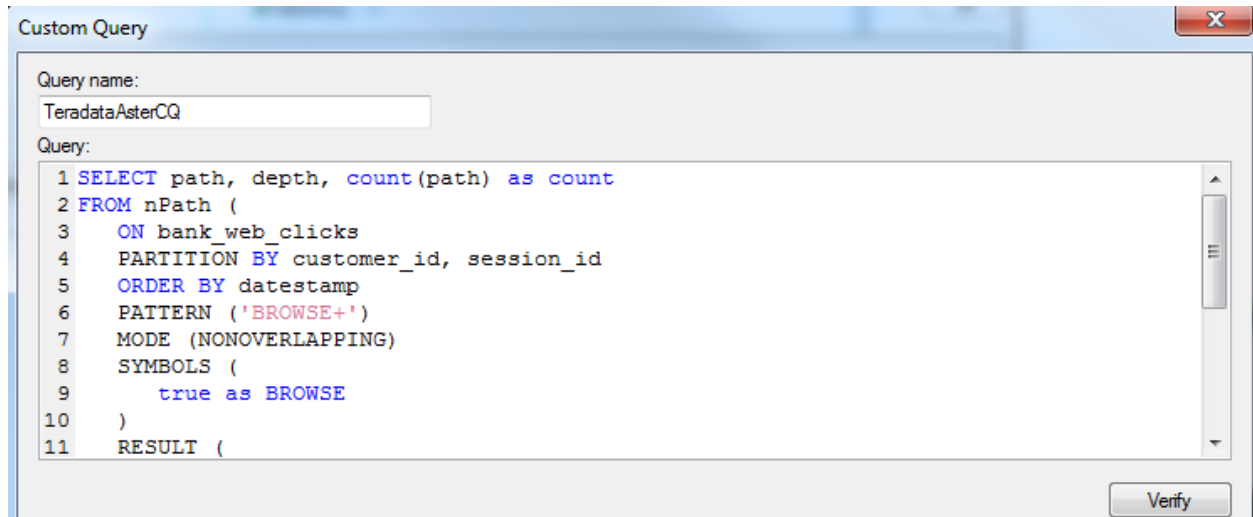 Custom Query
Query name:
TeradataAsterCQ
Query:
1 SELECT path, depth, count(path) as count
2 FROM nPath (
3 ON bank_web_clicks
4 PARTITION BY customer_id, session_id
5 ORDER BY datestamp
6 PATTERN ('BROWSE+')
7 MODE (NONOVERLAPPING)
8 SYMBOLS (
9 true as BROWSE
10 )
11 RESULT (
Verify